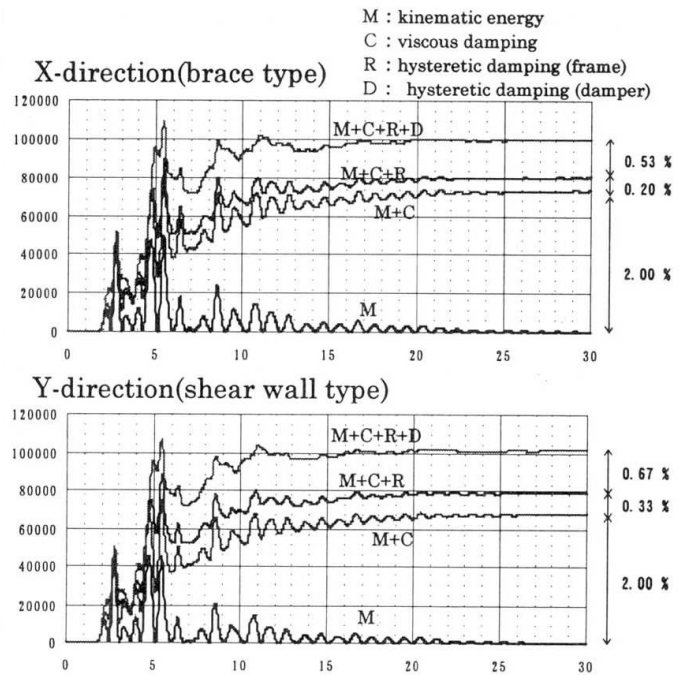 M : kinematic energy
C : viscous damping
R : hysteretic damping (frame)
D : hysteretic damping (damper)
X-direction(brace type)
120000
100000
80000
60000
40000
20000
0
M+C+R+D
M+C+R
M+C
M
0.53 %
0.20 %
2.00 %
0 5 10 15 20 25 30
Y-direction(shear wall type)
120000
100000
80000
60000
40000
20000
0
M+C+R+D
M+C+R
M+C
M
0.67 %
0.33 %
2.00 %
0 5 10 15 20 25 30